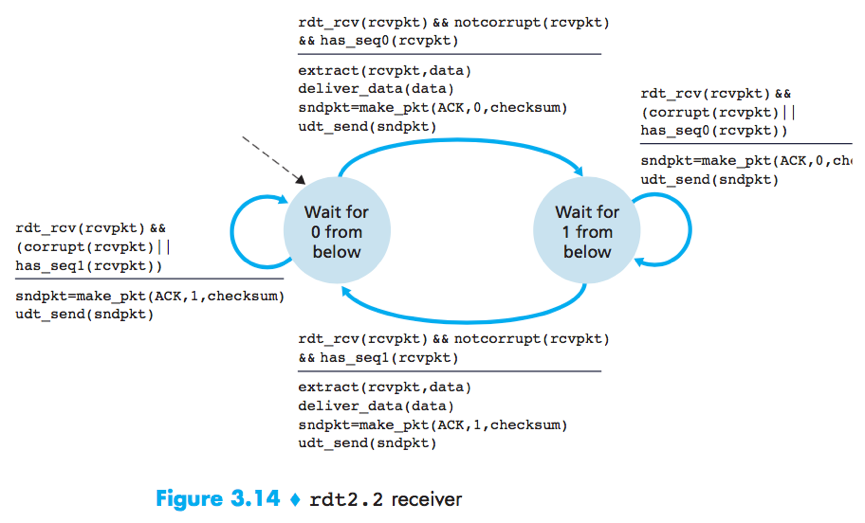 rdt_rcv(rcvpkt) && notcorrupt(rcvpkt)
&& has_seq0(rcvpkt)
extract(rcvpkt,data)
deliver_data(data)
sndpkt=make_pkt(ACK,0,checksum)
udt_send(sndpkt)
rdt_rcv(rcvpkt) &&
(corrupt(rcvpkt)||
has_seq0(rcvpkt))
sndpkt=make_pkt(ACK,0,che
udt_send(sndpkt)
Wait for
0 from
below
Wait for
1 from
below
rdt_rcv(rcvpkt) &&
(corrupt(rcvpkt)||
has_seq1(rcvpkt))
sndpkt=make_pkt(ACK,1,checksum)
udt_send(sndpkt)
rdt_rcv(rcvpkt) && notcorrupt(rcvpkt)
&& has_seq1(rcvpkt)
extract(rcvpkt,data)
deliver_data(data)
sndpkt=make_pkt(ACK,1,checksum)
udt_send(sndpkt)
Figure 3.14 ♦ rdt2.2 receiver